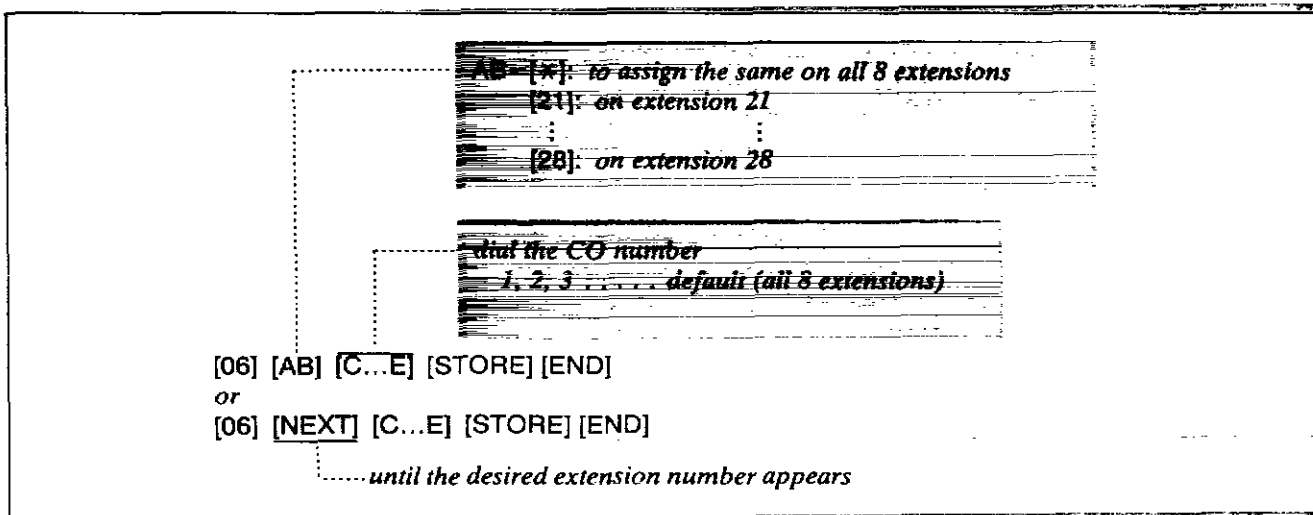 AB=[✱]: to assign the same on all 8 extensions
[21]: on extension 21
⋮ ⋮
[28]: on extension 28
dial the CO number
1, 2, 3 ..... default (all 8 extensions)
[06] [AB] [C...E] [STORE] [END]
or
[06] [NEXT] [C...E] [STORE] [END]
until the desired extension number appears